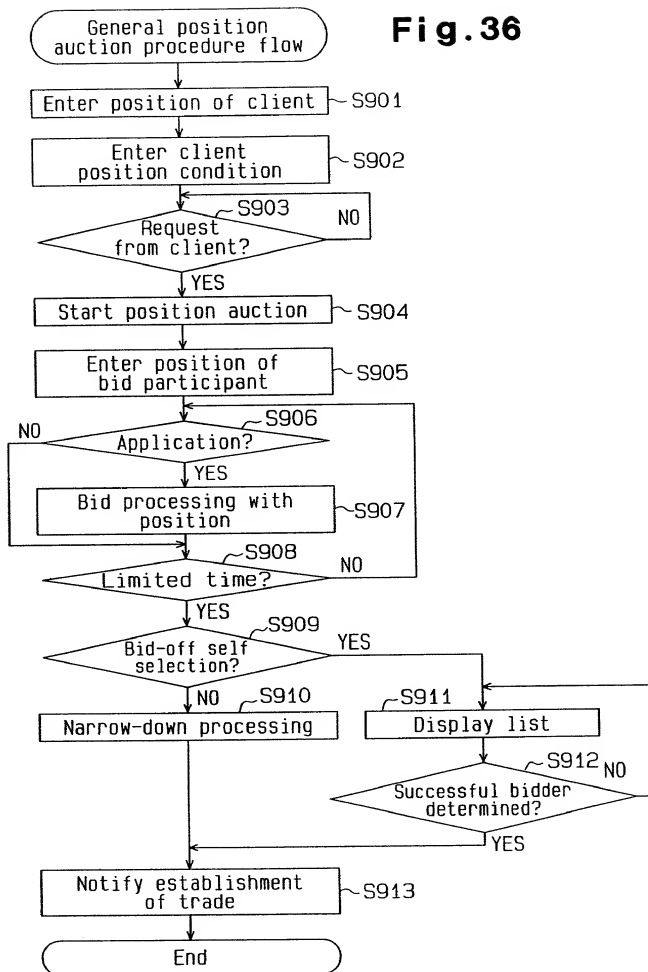 Fig.36
General position
auction procedure flow
Enter position of client
S901
Enter client
position condition
S902
S903
NO
Request
from client?
YES
Start position auction
S904
Enter position of
bid participant
S905
NO
S906
Application?
YES
Bid processing with
position
S907
S908
NO
Limited time?
YES
S909
Bid-off self
selection?
YES
NO
S910
S911
Narrow-down processing
Display list
S912
NO
Successful bidder
determined?
YES
Notify establishment
of trade
S913
End